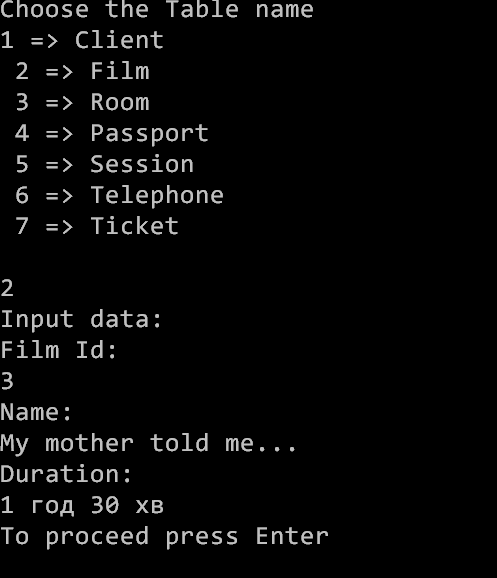 Choose the Table name
1 => Client
2 => Film
3 => Room
4 => Passport
5 => Session
6 => Telephone
7 => Ticket
2
Input data:
Film Id:
3
Name:
My mother told me...
Duration:
1 год 30 хв
To proceed press Enter